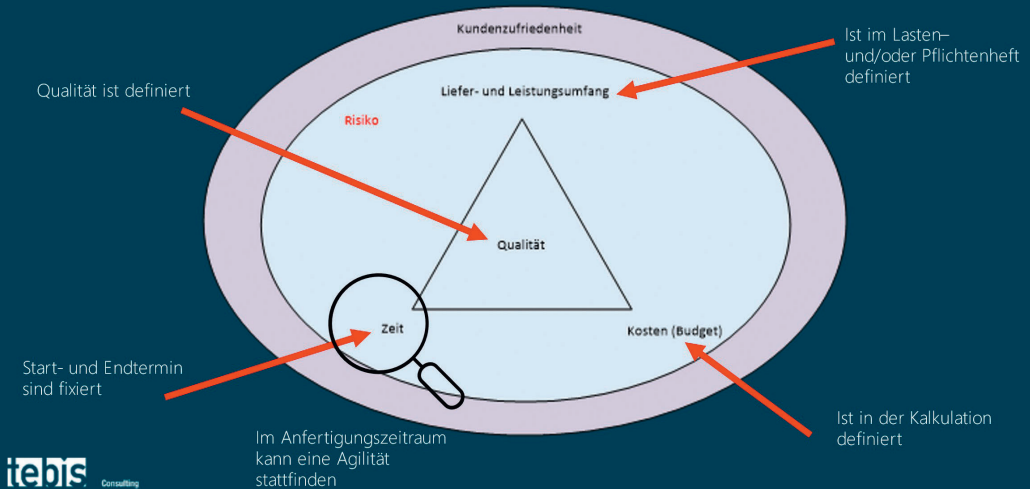 Kundenzufriedenheit
Ist im Lasten–
und/oder Pflichtenheft
definiert
Qualität ist definiert
Liefer- und Leistungsumfang
Risiko
Qualität
Zeit
Kosten (Budget)
Start- und Endtermin
sind fixiert
Ist in der Kalkulation
definiert
Im Anfertigungszeitraum
kann eine Agilität
stattfinden
tebis Consulting